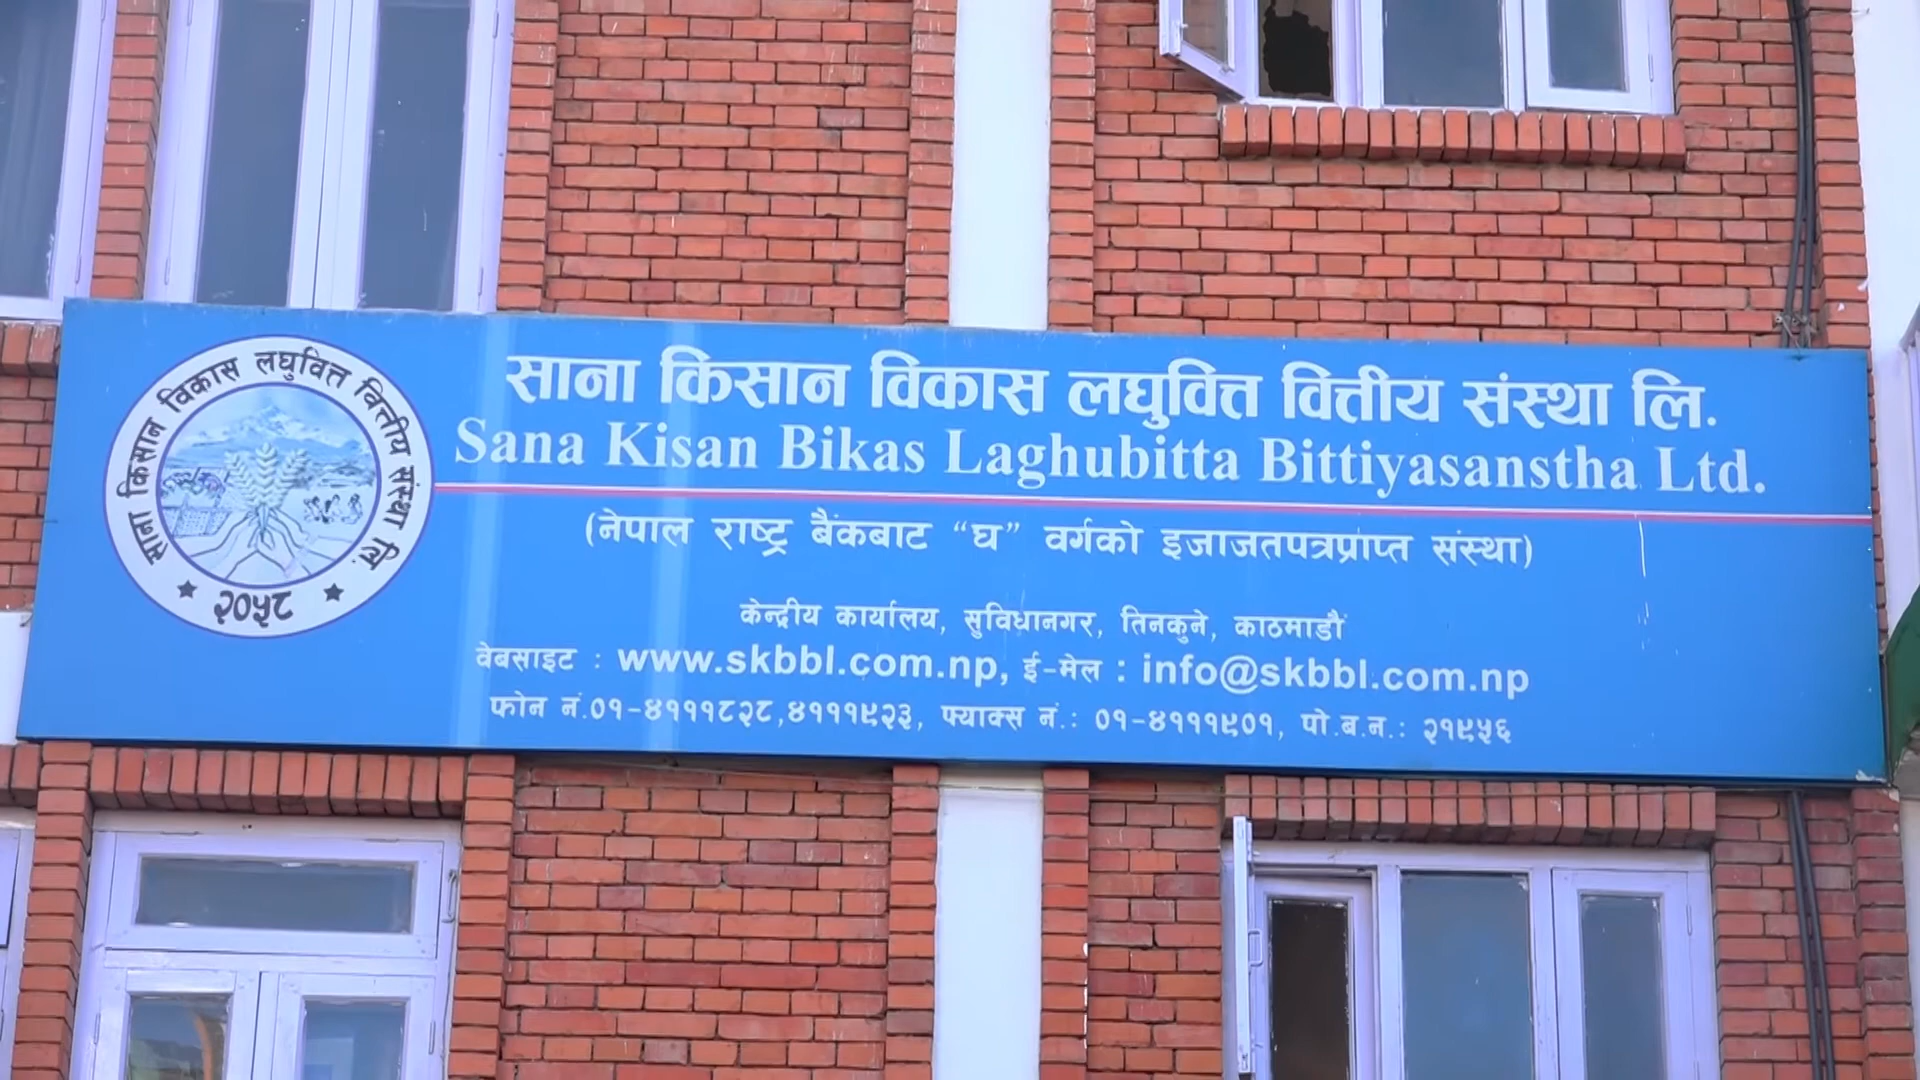 साना किसान विकास लघुवित्त वित्तीय संस्था लि.
२०५८
साना किसान विकास लघुवित्त वित्तीय संस्था लि.
Sana Kisan Bikas Laghubitta Bittiyasanstha Ltd.
(नेपाल राष्ट्र बैंकबाट “घ” वर्गको इजाजतपत्रप्राप्त संस्था)
केन्द्रीय कार्यालय, सुविधानगर, तिनकुने, काठमाडौं
वेबसाइट : www.skbbl.com.np, ई-मेल : info@skbbl.com.np
फोन नं.०१-४१११८२८,४१११९२३, फ्याक्स नं.: ०१-४१११९०१, पो.ब.न.: २१९५६